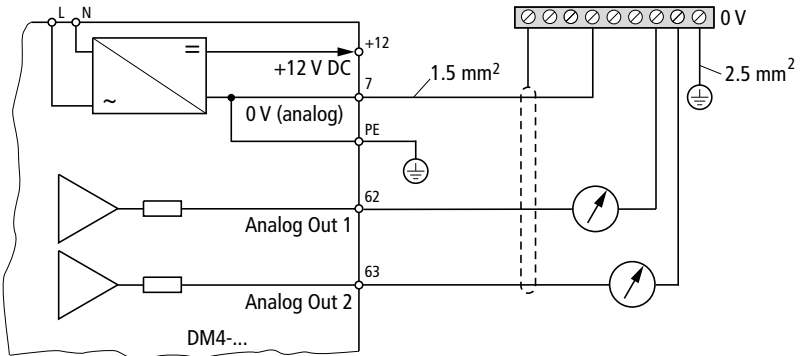 L N
0 V
+12
+12 V DC
7
1.5 mm²
2.5 mm²
=
~
0 V (analog)
PE
62
Analog Out 1
63
Analog Out 2
DM4-...